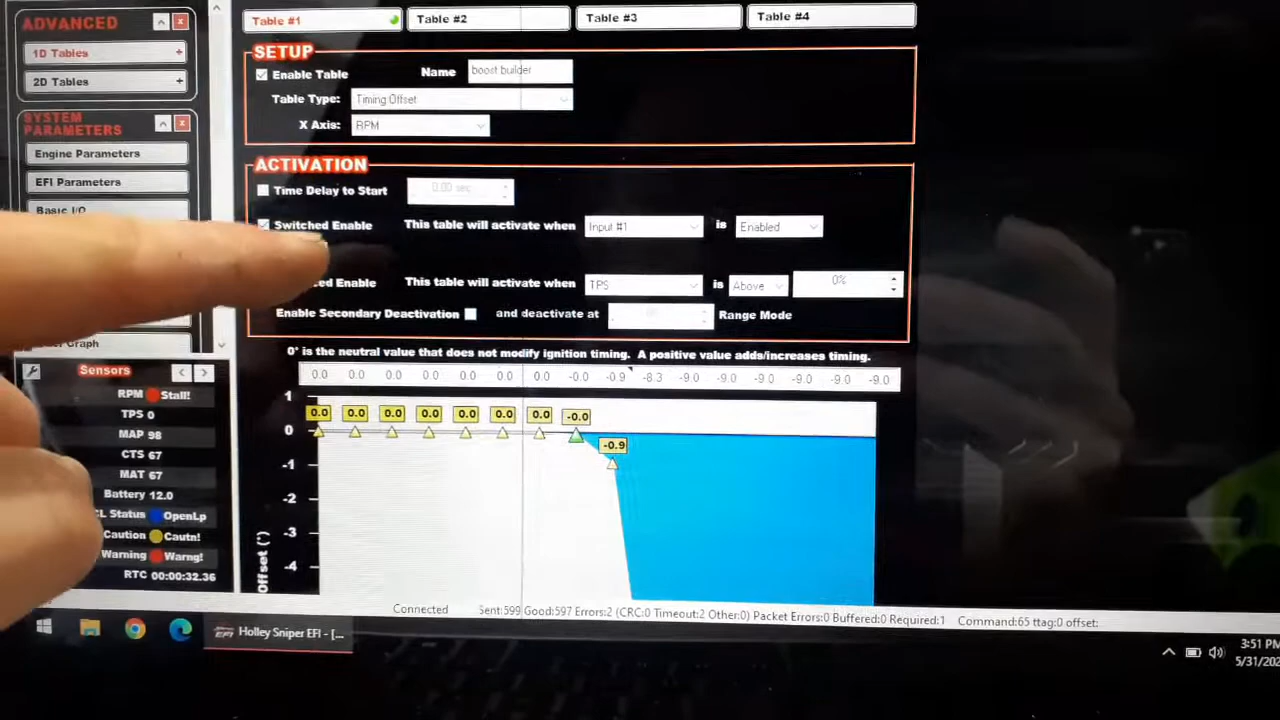 ADVANCED
1D Tables +
2D Tables +
SYSTEM PARAMETERS
Engine Parameters
EFI Parameters
Basic I/O
Graph
Sensors
RPM Stall!
TPS 0
MAP 98
CTS 67
MAT 67
Battery 12.0
CL Status OpenLp
Caution Cautn!
Warning Warng!
RTC 00:00:32.36
Table #1
Table #2
Table #3
Table #4
SETUP
Enable Table Name boost builder
Table Type: Timing Offset
X Axis: RPM
ACTIVATION
Time Delay to Start 0.00 sec
Switched Enable This table will activate when Input #1 is Enabled
Enable This table will activate when TPS is Above 0%
Enable Secondary Deactivation and deactivate at Range Mode
0° is the neutral value that does not modify ignition timing. A positive value adds/increases timing.
0.0 0.0 0.0 0.0 0.0 0.0 0.0 -0.0 -0.9 -8.3 -9.0 -9.0 -9.0 -9.0 -9.0 -9.0
1
0.0 0.0 0.0 0.0 0.0 0.0 0.0 -0.0
0
-0.9
-1
-2
-3
-4
Offset (°)
Connected Sent:599 Good:597 Errors:2 (CRC:0 Timeout:2 Other:0) Packet Errors:0 Buffered:0 Required:1 Command:65 ttag:0 offset:
EFI Holley Sniper EFI - [...
3:51 PM
5/31/202